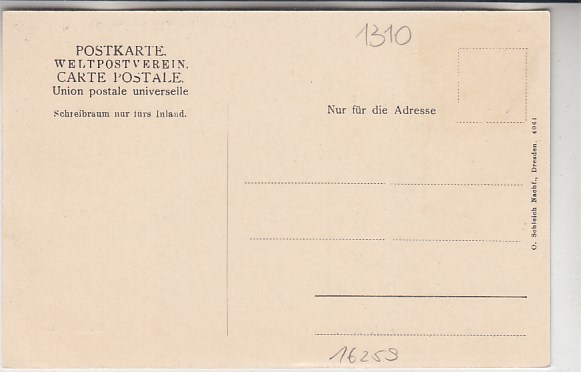 1310
POSTKARTE.
WELTPOSTVEREIN.
CARTE POSTALE.
Union postale universelle
Schreibraum nur fürs Inland.
Nur für die Adresse
O. Schleich Nachf., Dresden. 4061
16259